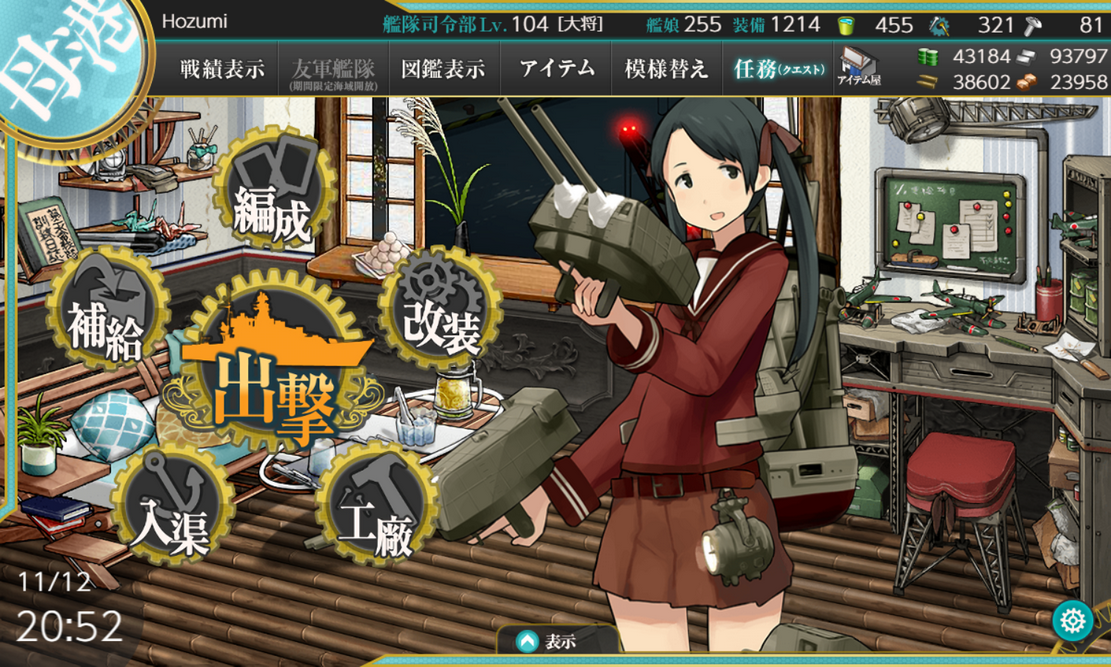 母港
Hozumi
艦隊司令部Lv.104 [大将]
艦娘 255 装備 1214
455
321
81
戦績表示
友軍艦隊
(期間限定海域開放)
図鑑表示
アイテム
模様替え
任務(クエスト)
アイテム屋
43184
93797
38602
23958
編成
補給
出撃
改装
入渠
工廠
11/12
20:52
表示